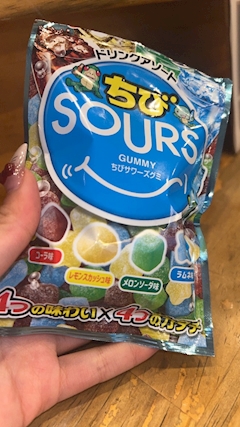 ドリンクアソート
ちび
SOURS
GUMMY
ちびサワーズグミ
コーラ味
レモンスカッシュ味
メロンソーダ味
ラムネ味
4つの味わい×4つのカタチ